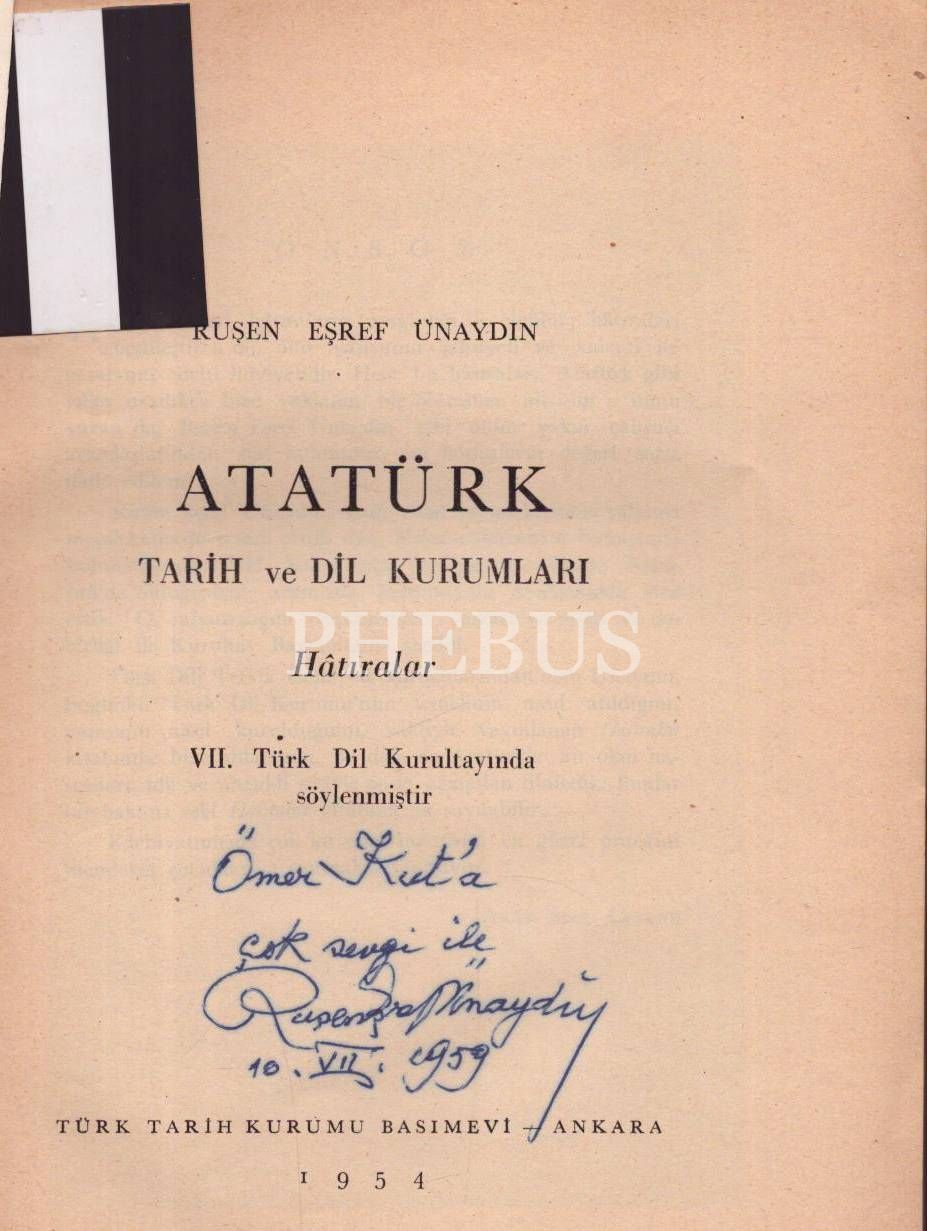 RUŞEN EŞREF ÜNAYDIN
ATATÜRK
TARİH ve DİL KURUMLARI
PHEBUS
Hâtıralar
VII. Türk Dil Kurultayında
söylenmiştir
Ömer Kut'a
çok sevgi ile
Ruşen Eşref Ünaydın
10. VII. 1959
TÜRK TARİH KURUMU BASIMEVİ — ANKARA
1954